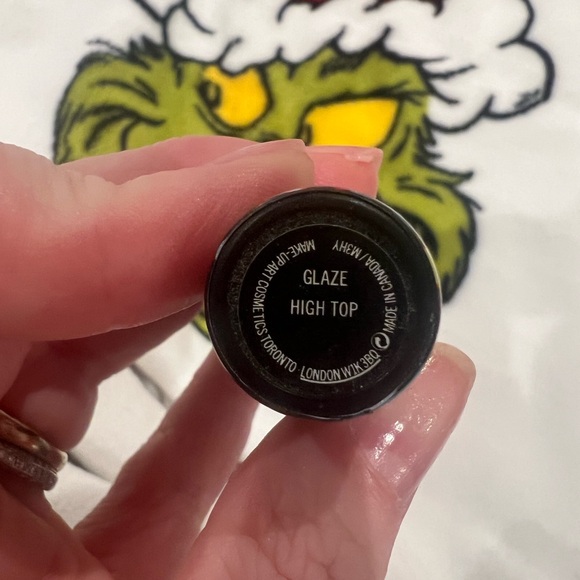 GLAZE
HIGH TOP
MAKE-UP ART COSMETICS TORONTO · LONDON W1K 3BQ
MADE IN CANADA / M3HY